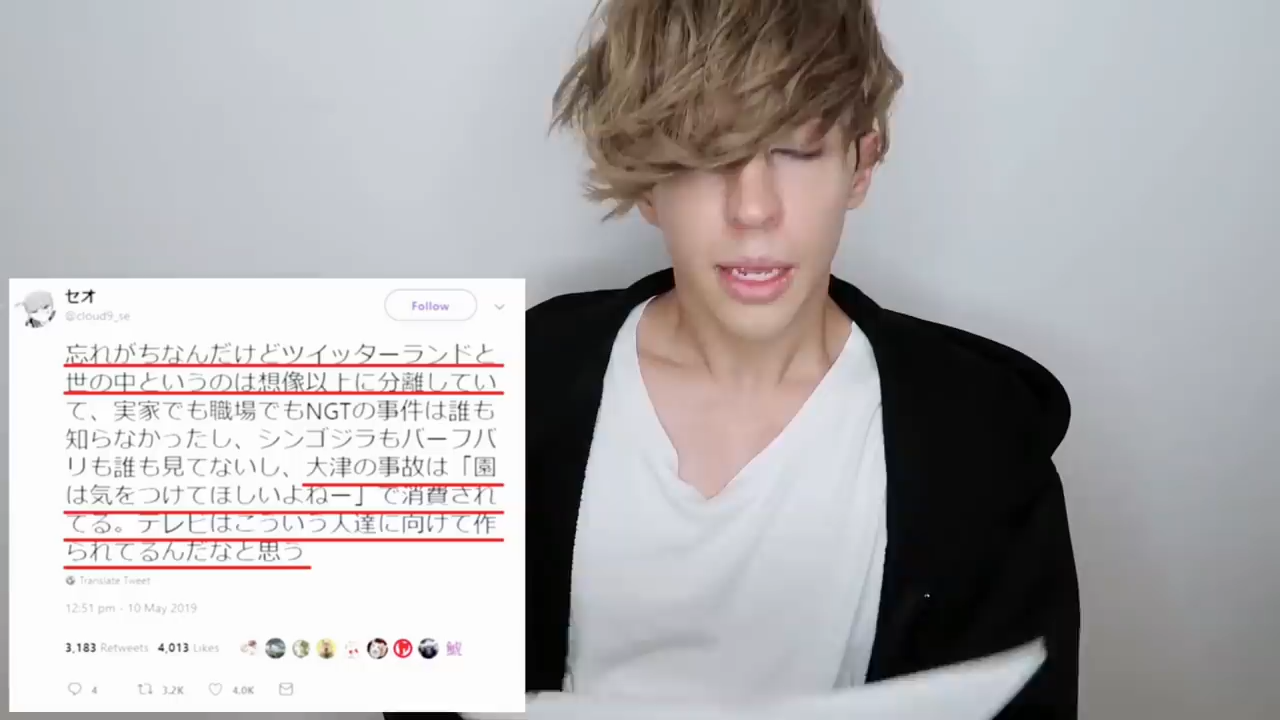 セオ
@cloud9_se
Follow
忘れがちなんだけどツイッターランドと
世の中というのは想像以上に分離してい
て、実家でも職場でもNGTの事件は誰も
知らなかったし、シンゴジラもバーフバ
リも誰も見てないし、大津の事故は「園
は気をつけてほしいよねー」で消費され
てる。テレビはこういう人達に向けて作
られてるんだなと思う
Translate Tweet
12:51 pm - 10 May 2019
3,183 Retweets 4,013 Likes
4 3.2K 4.0K